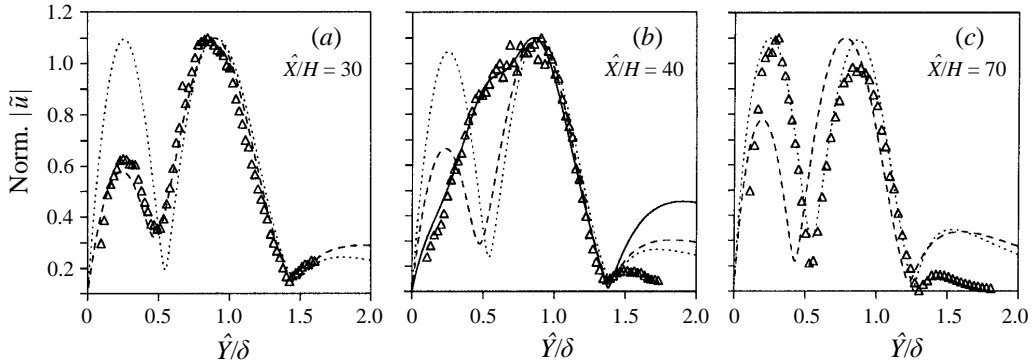 1.2
1.0
0.8
0.6
0.4
0.2
Norm. |ũ|
(a)
X̂/H = 30
0 0.5 1.0 1.5 2.0
Ŷ/δ
(b)
X̂/H = 40
0 0.5 1.0 1.5 2.0
Ŷ/δ
(c)
X̂/H = 70
0 0.5 1.0 1.5 2.0
Ŷ/δ